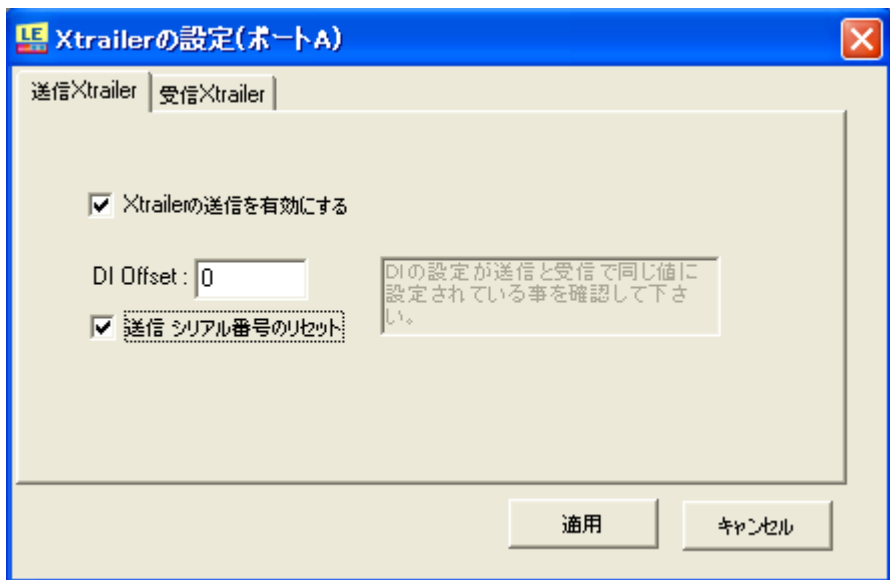 LE
Xtrailerの設定(ポートA)
送信Xtrailer
受信Xtrailer
Xtrailerの送信を有効にする
DI Offset : 0
DIの設定が送信と受信で同じ値に
設定されている事を確認して下さ
い。
送信 シリアル番号のリセット
適用
キャンセル